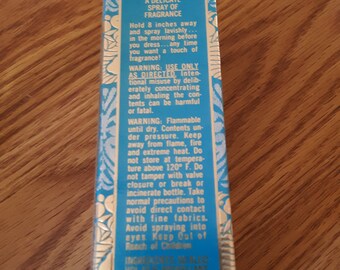 A DELICATE
SPRAY OF
FRAGRANCE
Hold 8 inches away
and spray lavishly...
in the morning before
you dress...any time
you want a touch of
fragrance!
WARNING: USE ONLY
AS DIRECTED. Inten-
tional misuse by delib-
erately concentrating
and inhaling the con-
tents can be harmful
or fatal.
WARNING: Flammable
until dry. Contents un-
der pressure. Keep
away from flame, fire
and extreme heat. Do
not store at tempera-
ture above 120° F. Do
not tamper with valve
closure or break or
incinerate bottle. Take
normal precautions to
avoid direct contact
with fine fabrics.
Avoid spraying into
eyes Keep Out of
Reach of Children